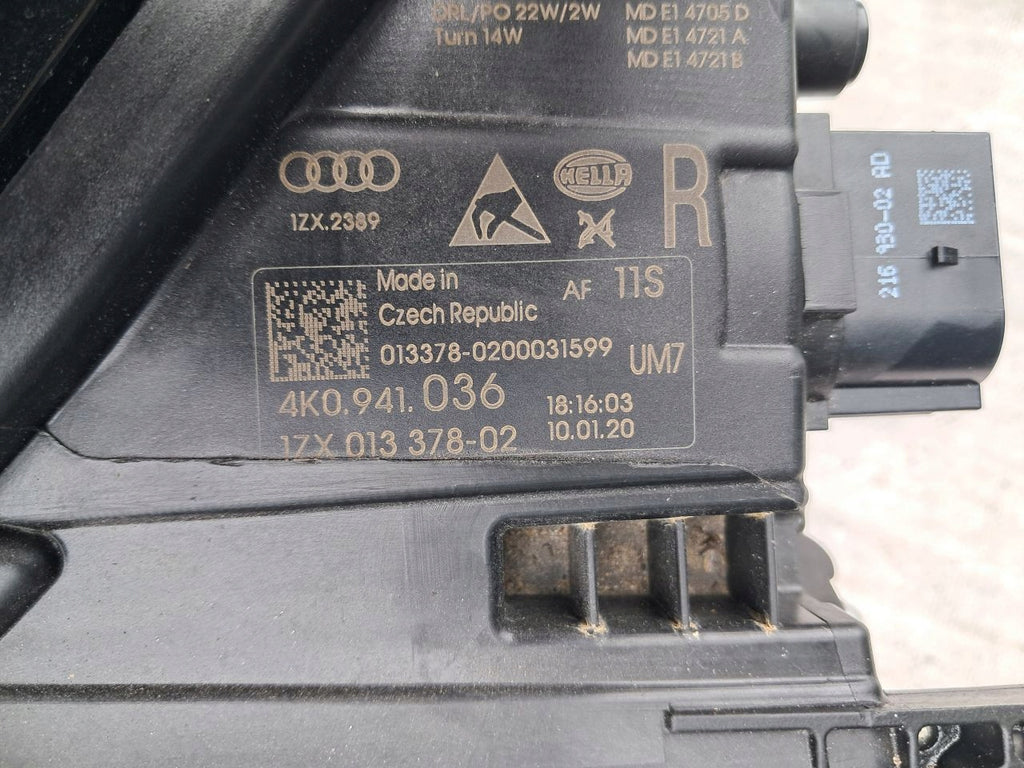 DRL/PO 22W/2W MD E1 4705 D
Turn 14W MD E1 4721 A
MD E1 4721 B
1ZX.2389
HELLA
R
Made in
Czech Republic
AF 11S
013378-0200031599
UM7
4K0.941.036
18:16:03
1ZX 013 378-02
10.01.20
216 930-02 AD